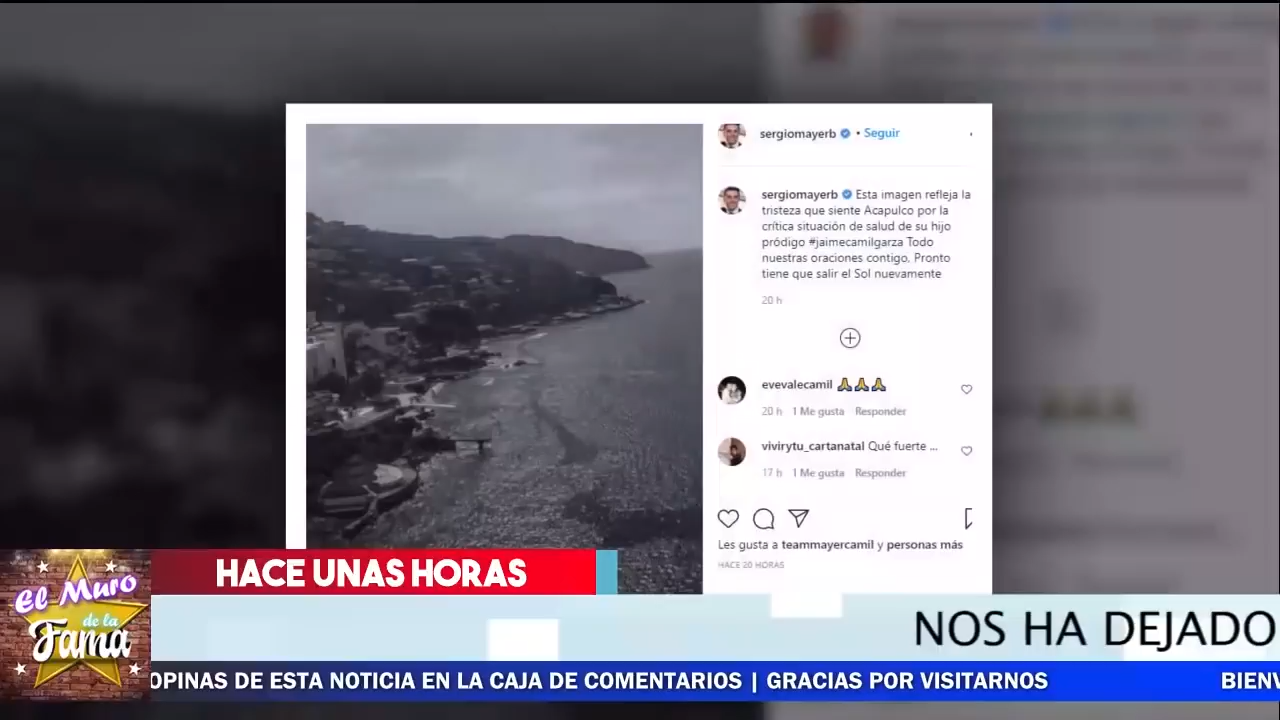 sergiomayerb • Seguir
sergiomayerb Esta imagen refleja la
tristeza que siente Acapulco por la
crítica situación de salud de su hijo
pródigo #jaimecamilgarza Todo
nuestras oraciones contigo. Pronto
tiene que salir el Sol nuevamente
20 h
evevalecamil 🙏🙏🙏
20 h 1 Me gusta Responder
vivirytu_cartanatal Qué fuerte ...
17 h 1 Me gusta Responder
Les gusta a teammayercamil y personas más
HACE 20 HORAS
HACE UNAS HORAS
El Muro
de la
Fama
NOS HA DEJADO
OPINAS DE ESTA NOTICIA EN LA CAJA DE COMENTARIOS | GRACIAS POR VISITARNOS